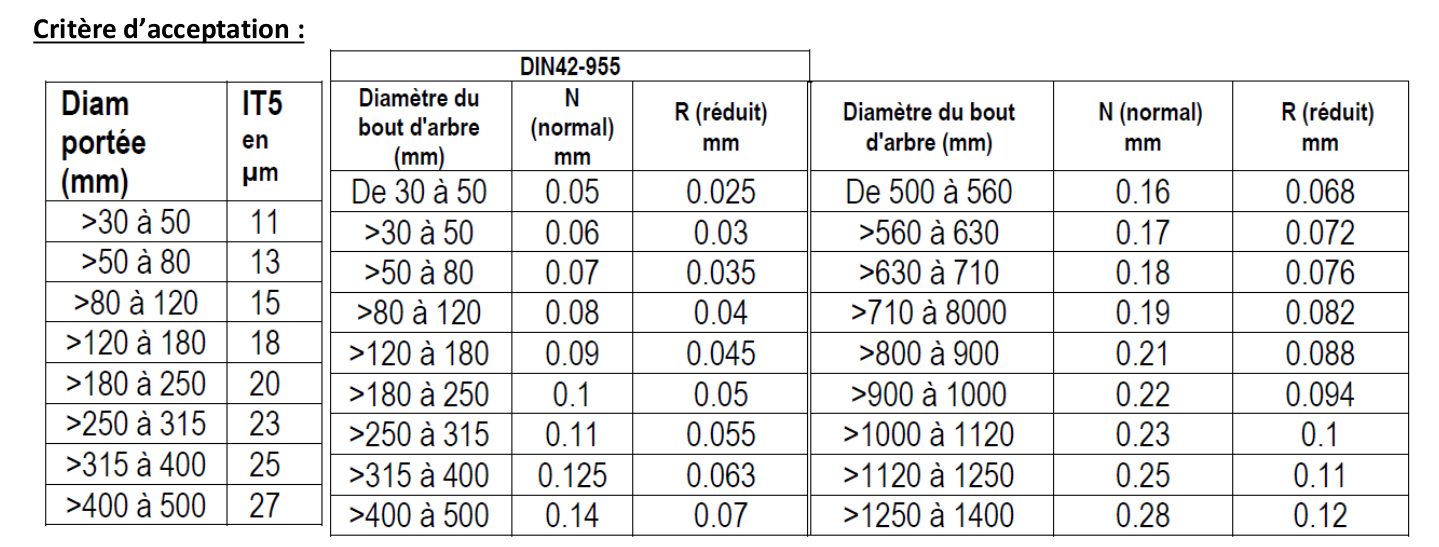 Critère d'acceptation :
Diam portée (mm) IT5 en µm
>30 à 50 11
>50 à 80 13
>80 à 120 15
>120 à 180 18
>180 à 250 20
>250 à 315 23
>315 à 400 25
>400 à 500 27
DIN42-955
Diamètre du bout d'arbre (mm) N (normal) mm R (réduit) mm
De 30 à 50 0.05 0.025
>30 à 50 0.06 0.03
>50 à 80 0.07 0.035
>80 à 120 0.08 0.04
>120 à 180 0.09 0.045
>180 à 250 0.1 0.05
>250 à 315 0.11 0.055
>315 à 400 0.125 0.063
>400 à 500 0.14 0.07
Diamètre du bout d'arbre (mm) N (normal) mm R (réduit) mm
De 500 à 560 0.16 0.068
>560 à 630 0.17 0.072
>630 à 710 0.18 0.076
>710 à 8000 0.19 0.082
>800 à 900 0.21 0.088
>900 à 1000 0.22 0.094
>1000 à 1120 0.23 0.1
>1120 à 1250 0.25 0.11
>1250 à 1400 0.28 0.12